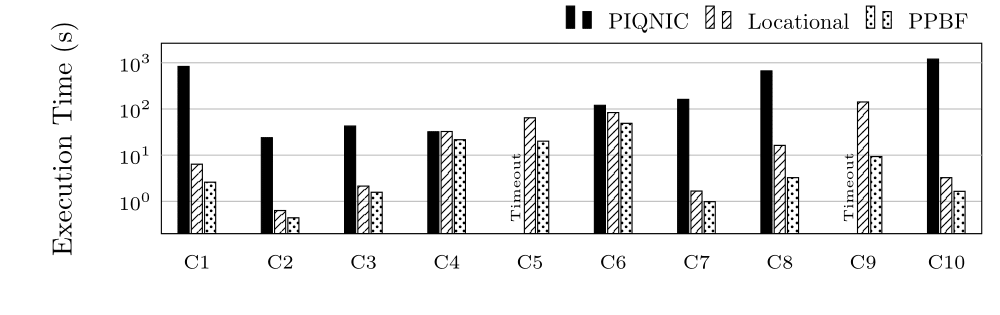 PIQNIC Locational PPBF
Execution Time (s)
10³
10²
10¹
10⁰
Timeout
Timeout
C1 C2 C3 C4 C5 C6 C7 C8 C9 C10